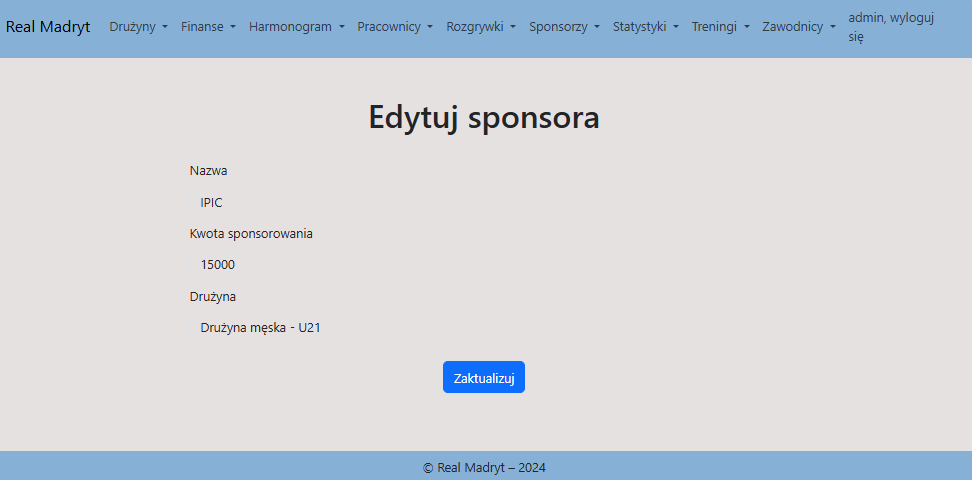 Real Madryt Drużyny Finanse Harmonogram Pracownicy Rozgrywki Sponsorzy Statystyki Treningi Zawodnicy admin, wyloguj
się
Edytuj sponsora
Nazwa
IPIC
Kwota sponsorowania
15000
Drużyna
Drużyna męska - U21
Zaktualizuj
© Real Madryt – 2024